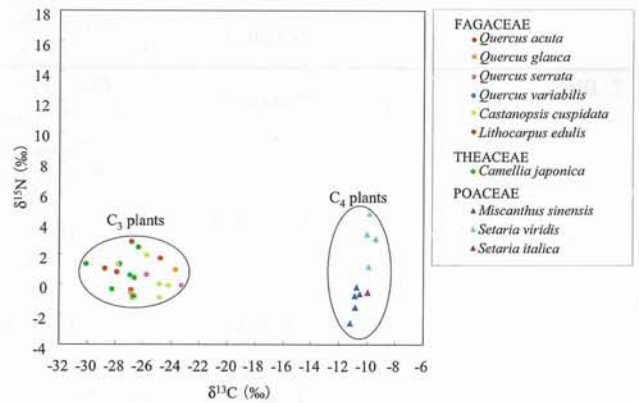 18
16
14
12
10
8
6
4
2
0
-2
-4
δ¹⁵N (‰)
C₃ plants
C₄ plants
-32 -30 -28 -26 -24 -22 -20 -18 -16 -14 -12 -10 -8 -6
δ¹³C (‰)
FAGACEAE
Quercus acuta
Quercus glauca
Quercus serrata
Quercus variabilis
Castanopsis cuspidata
Lithocarpus edulis
THEACEAE
Camellia japonica
POACEAE
Miscanthus sinensis
Setaria viridis
Setaria italica